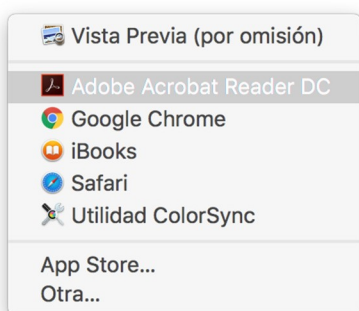 Vista Previa (por omisión)
Adobe Acrobat Reader DC
Google Chrome
iBooks
Safari
Utilidad ColorSync
App Store...
Otra...